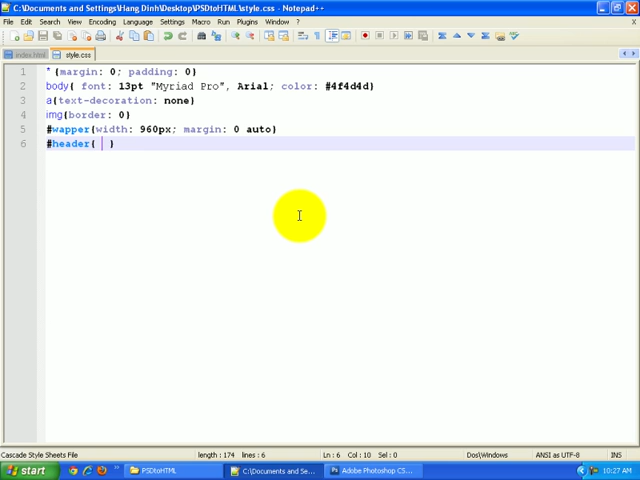 C:\Documents and Settings\Hang Dinh\Desktop\PSDtoHTML\style.css - Notepad++
File Edit Search View Encoding Language Settings Macro Run Plugins Window ?
X
index.html style.css
1 * {margin: 0; padding: 0}
2 body{ font: 13pt "Myriad Pro", Arial; color: #4f4d4d}
3 a{text-decoration: none}
4 img{border: 0}
5 #wapper{width: 960px; margin: 0 auto}
6 #header{ }
Cascade Style Sheets File length : 174 lines : 6 Ln : 6 Col : 10 Sel : 0 Dos\Windows ANSI as UTF-8 INS
start PSDtoHTML C:\Documents and Se... Adobe Photoshop CS... 10:27 AM